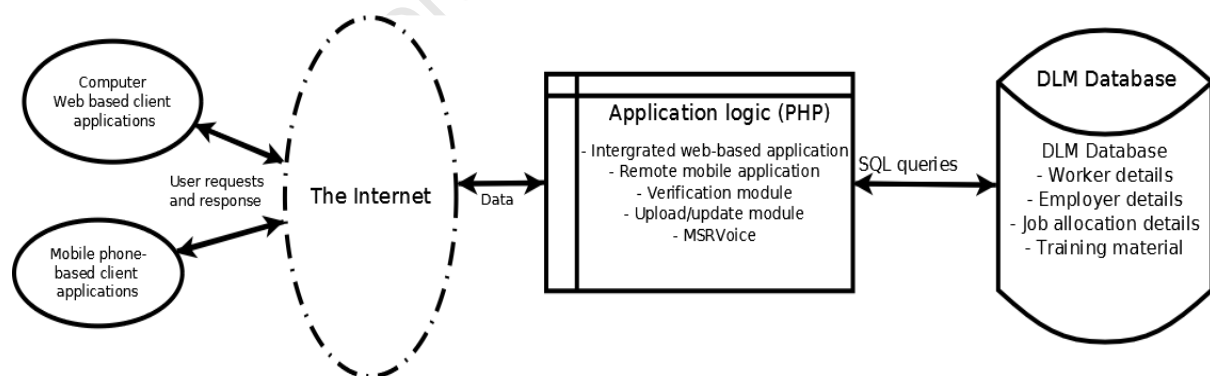 Computer
Web based client
applications
Mobile phone-
based client
applications
User requests
and response
The Internet
Data
Application logic (PHP)
- Intergrated web-based application
- Remote mobile application
- Verification module
- Upload/update module
- MSRVoice
SQL queries
DLM Database
DLM Database
- Worker details
- Employer details
- Job allocation details
- Training material